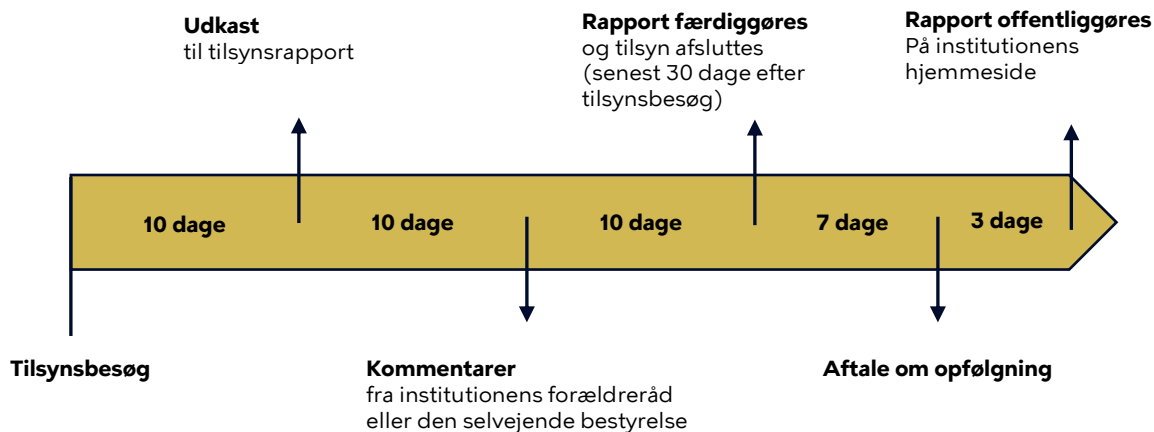 Udkast
til tilsynsrapport
Rapport færdiggøres
og tilsyn afsluttes
(senest 30 dage efter
tilsynsbesøg)
Rapport offentliggøres
På institutionens
hjemmeside
10 dage
10 dage
10 dage
7 dage
3 dage
Tilsynsbesøg
Kommentarer
fra institutionens forældreråd
eller den selvejende bestyrelse
Aftale om opfølgning